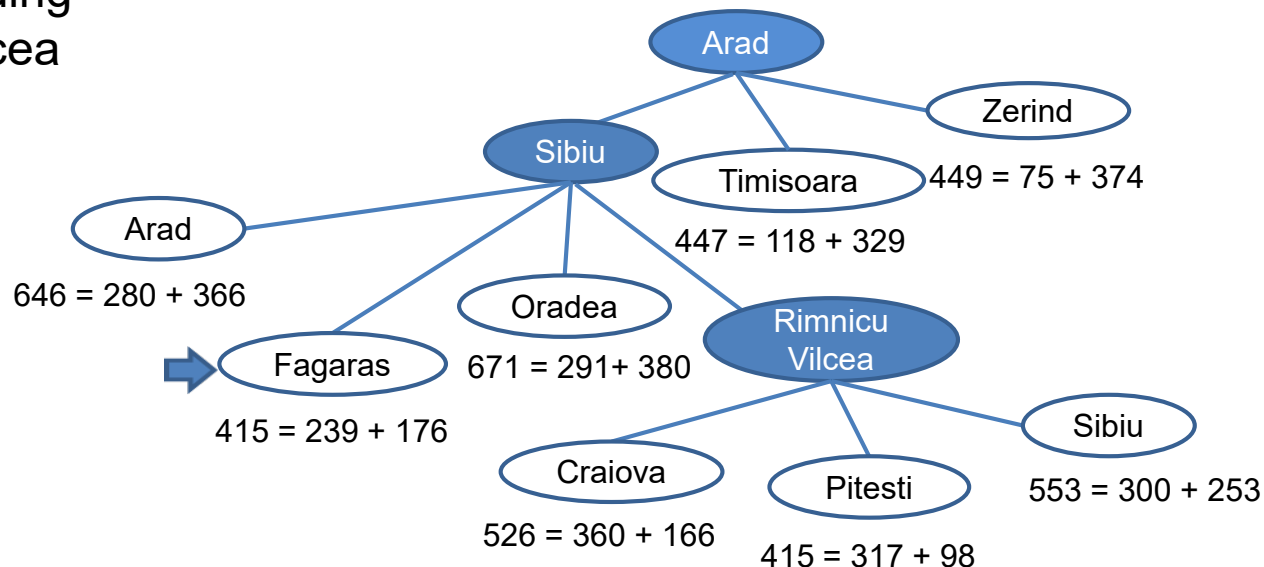 Arad
Zerind
449 = 75 + 374
Sibiu
Timisoara
447 = 118 + 329
Arad
646 = 280 + 366
Fagaras
415 = 239 + 176
Oradea
671 = 291+ 380
Rimnicu
Vilcea
Craiova
526 = 360 + 166
Pitesti
415 = 317 + 98
Sibiu
553 = 300 + 253